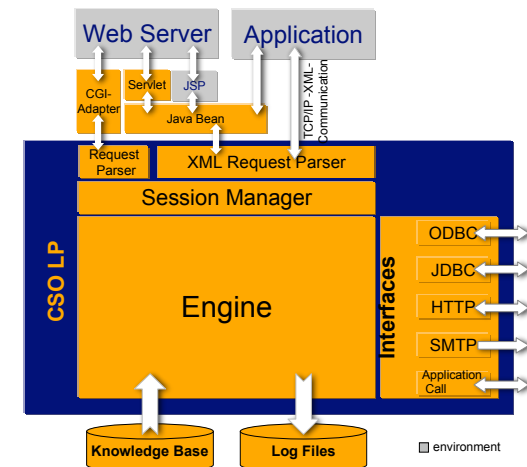 Web Server
Application
CGI-
Adapter
Servlet
JSP
Java Bean
TCP/IP -XML-
Communication
Request
Parser
XML Request Parser
Session Manager
CSO LP
Engine
Interfaces
ODBC
JDBC
HTTP
SMTP
Application
Call
Knowledge Base
Log Files
environment